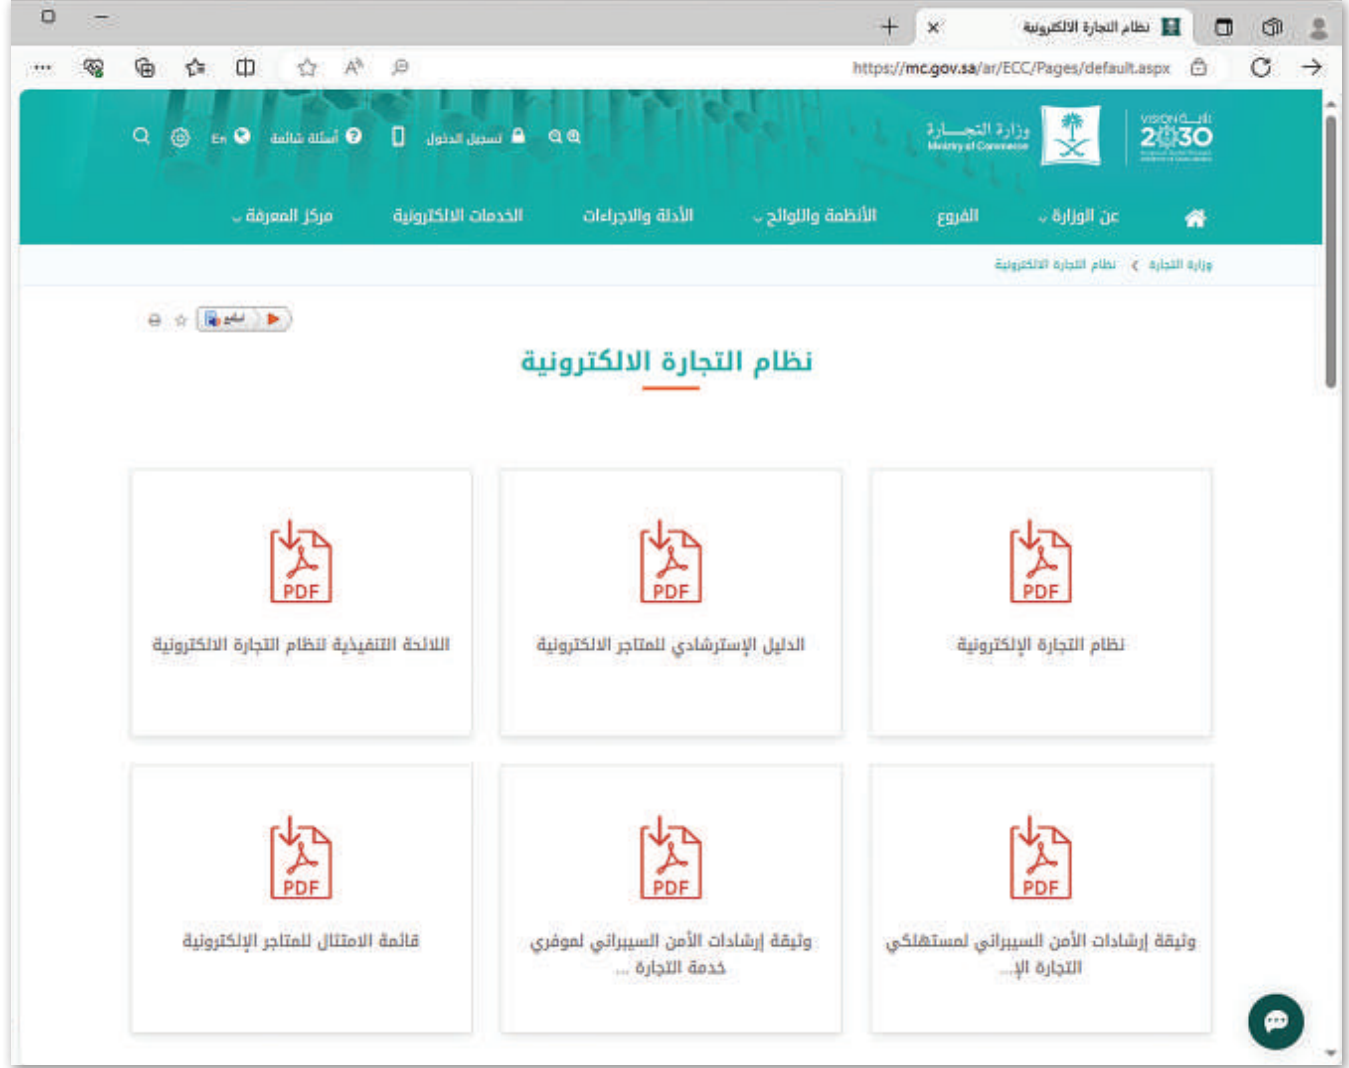 نظام التجارة الالكترونية
https://mc.gov.sa/ar/ECC/Pages/default.aspx
VISION رؤية
2030
وزارة التجـــــارة
Ministry of Commerce
تسجيل الدخول
أسئلة شائعة
En
عن الوزارة
الفروع
الأنظمة واللوائح
الأدلة والاجراءات
الخدمات الالكترونية
مركز المعرفة
وزارة التجارة
نظام التجارة الالكترونية
نظام التجارة الالكترونية
PDF
نظام التجارة الإلكترونية
PDF
الدليل الإسترشادي للمتاجر الالكترونية
PDF
اللائحة التنفيذية لنظام التجارة الالكترونية
PDF
وثيقة إرشادات الأمن السيبراني لمستهلكي
التجارة الإ...
PDF
وثيقة إرشادات الأمن السيبراني لموفري
خدمة التجارة ...
PDF
قائمة الامتثال للمتاجر الإلكترونية